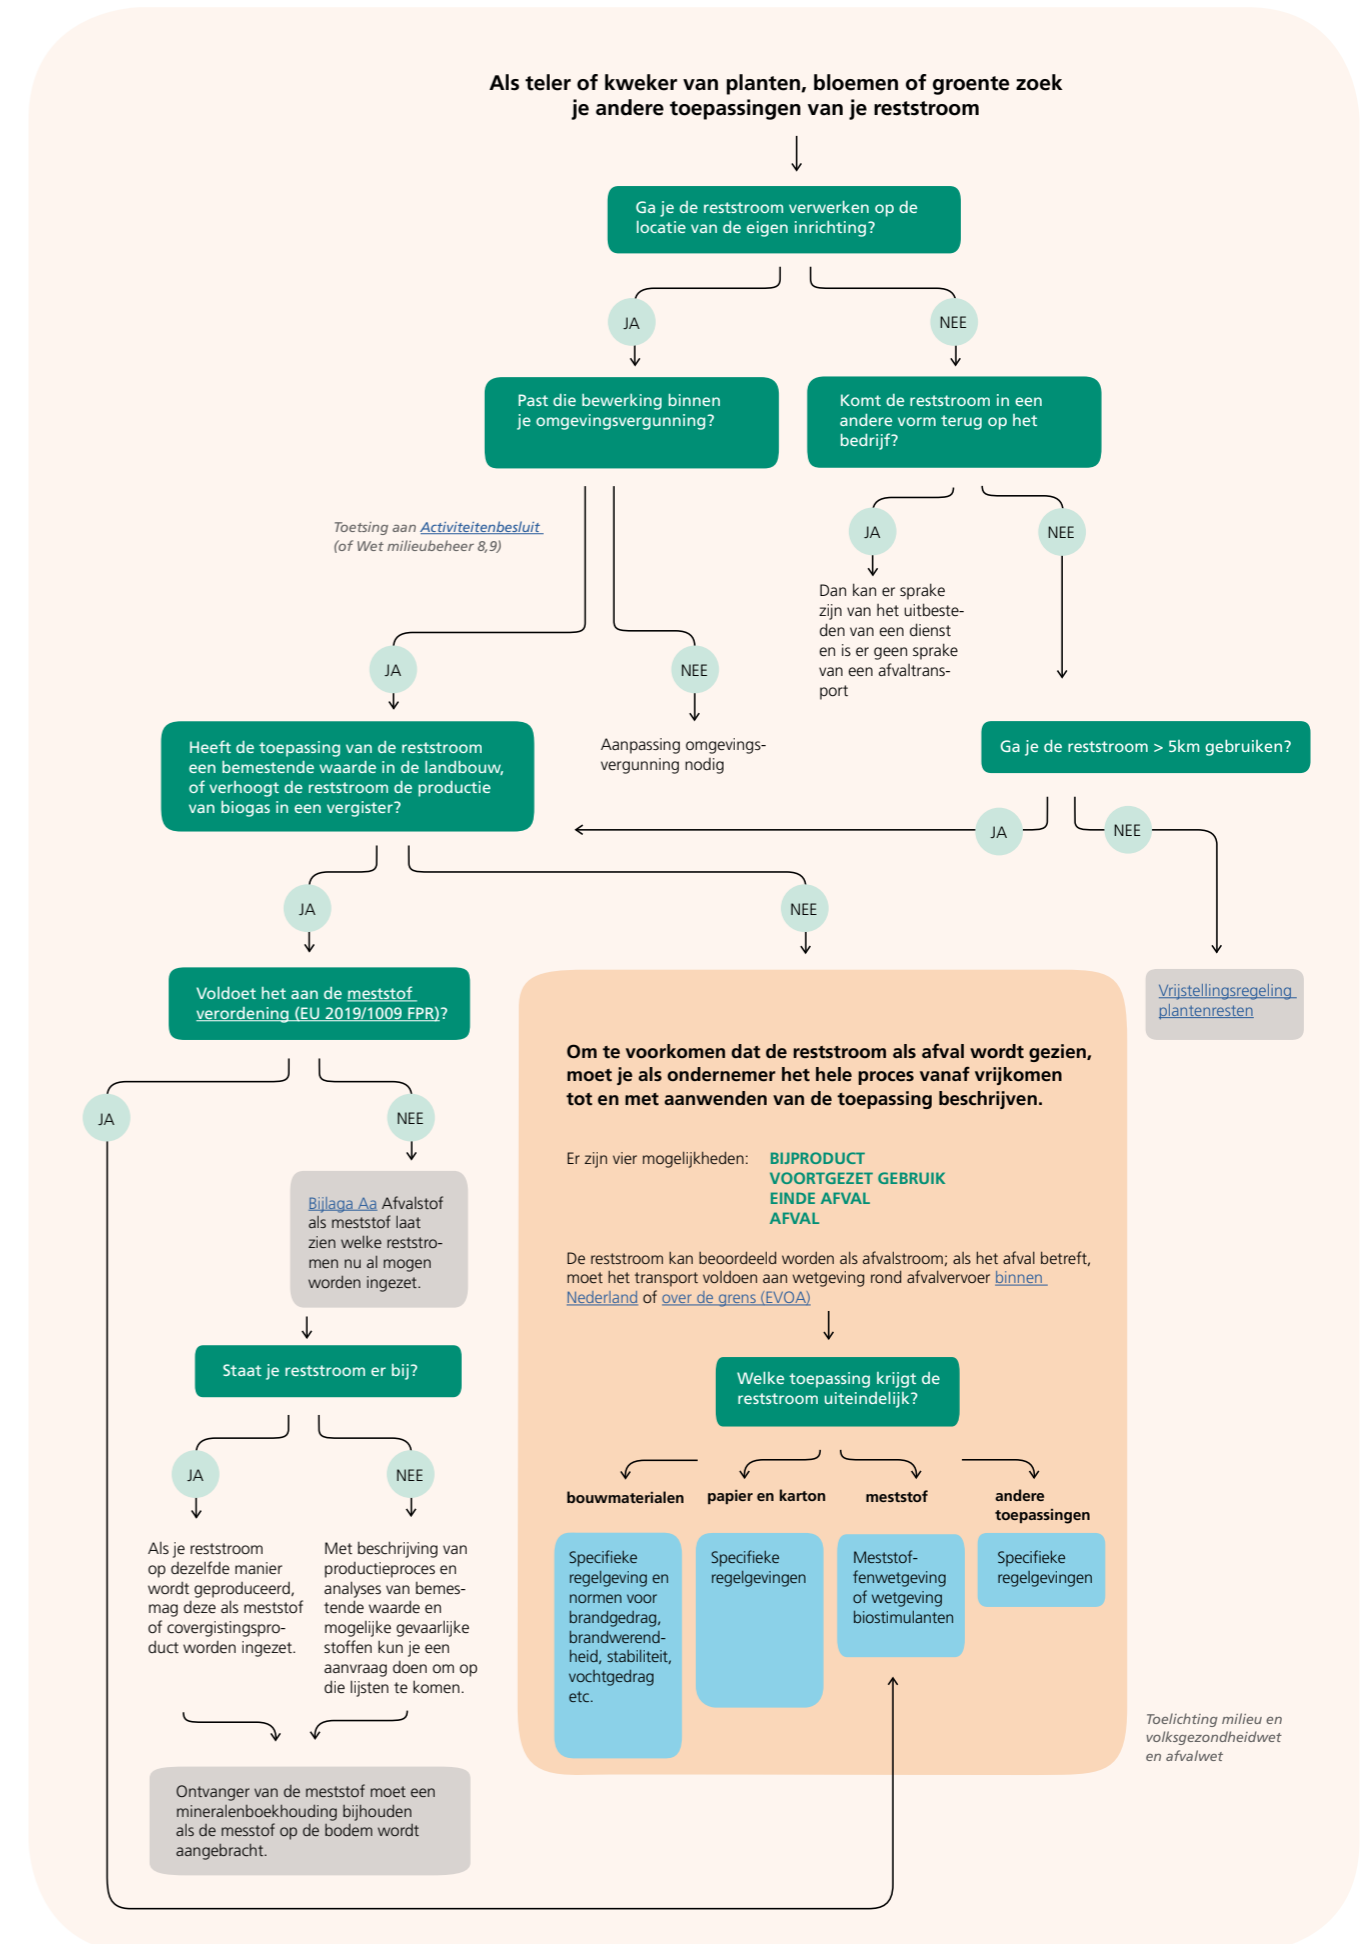 Als teler of kweker van planten, bloemen of groente zoek
je andere toepassingen van je reststroom
Ga je de reststroom verwerken op de
locatie van de eigen inrichting?
JA
NEE
Past die bewerking binnen
je omgevingsvergunning?
Komt de reststroom in een
andere vorm terug op het
bedrijf?
Toetsing aan Activiteitenbesluit
(of Wet milieubeheer 8,9)
JA
NEE
Dan kan er sprake
zijn van het uitbeste-
den van een dienst
en is er geen sprake
van een afvaltrans-
port
JA
NEE
Aanpassing omgevings-
vergunning nodig
Heeft de toepassing van de reststroom
een bemestende waarde in de landbouw,
of verhoogt de reststroom de productie
van biogas in een vergister?
Ga je de reststroom > 5km gebruiken?
JA
NEE
JA
NEE
Voldoet het aan de meststof
verordening (EU 2019/1009 FPR)?
Vrijstellingsregeling
plantenresten
JA
NEE
Bijlaga Aa Afvalstof
als meststof laat
zien welke reststro-
men nu al mogen
worden ingezet.
Staat je reststroom er bij?
JA
NEE
Als je reststroom
op dezelfde manier
wordt geproduceerd,
mag deze als meststof
of covergistingspro-
duct worden ingezet.
Met beschrijving van
productieproces en
analyses van bemes-
tende waarde en
mogelijke gevaarlijke
stoffen kun je een
aanvraag doen om op
die lijsten te komen.
Ontvanger van de meststof moet een
mineralenboekhouding bijhouden
als de messtof op de bodem wordt
aangebracht.
Om te voorkomen dat de reststroom als afval wordt gezien,
moet je als ondernemer het hele proces vanaf vrijkomen
tot en met aanwenden van de toepassing beschrijven.
Er zijn vier mogelijkheden: BIJPRODUCT
VOORTGEZET GEBRUIK
EINDE AFVAL
AFVAL
De reststroom kan beoordeeld worden als afvalstroom; als het afval betreft,
moet het transport voldoen aan wetgeving rond afvalvervoer binnen
Nederland of over de grens (EVOA)
Welke toepassing krijgt de
reststroom uiteindelijk?
bouwmaterialen
papier en karton
meststof
andere
toepassingen
Specifieke
regelgeving en
normen voor
brandgedrag,
brandwerend-
heid, stabiliteit,
vochtgedrag
etc.
Specifieke
regelgevingen
Meststof-
fenwetgeving
of wetgeving
biostimulanten
Specifieke
regelgevingen
Toelichting milieu en
volksgezondheidwet
en afvalwet